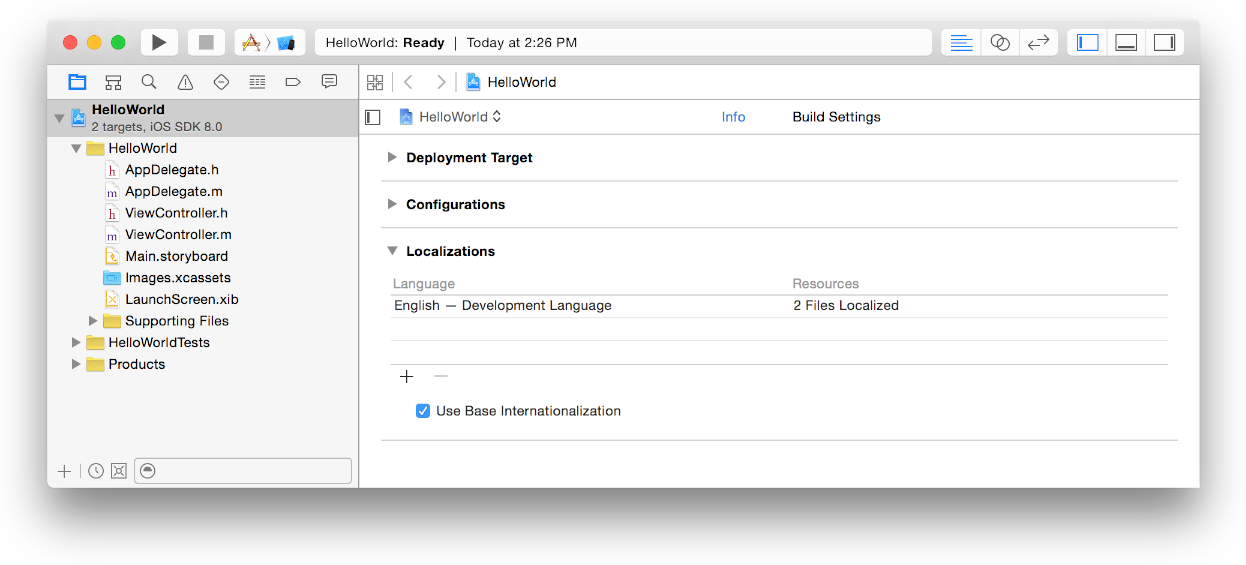 HelloWorld: Ready | Today at 2:26 PM
HelloWorld
2 targets, iOS SDK 8.0
HelloWorld
h AppDelegate.h
m AppDelegate.m
h ViewController.h
m ViewController.m
Main.storyboard
Images.xcassets
LaunchScreen.xib
Supporting Files
HelloWorldTests
Products
HelloWorld
HelloWorld Info Build Settings
Deployment Target
Configurations
Localizations
Language Resources
English — Development Language 2 Files Localized
Use Base Internationalization